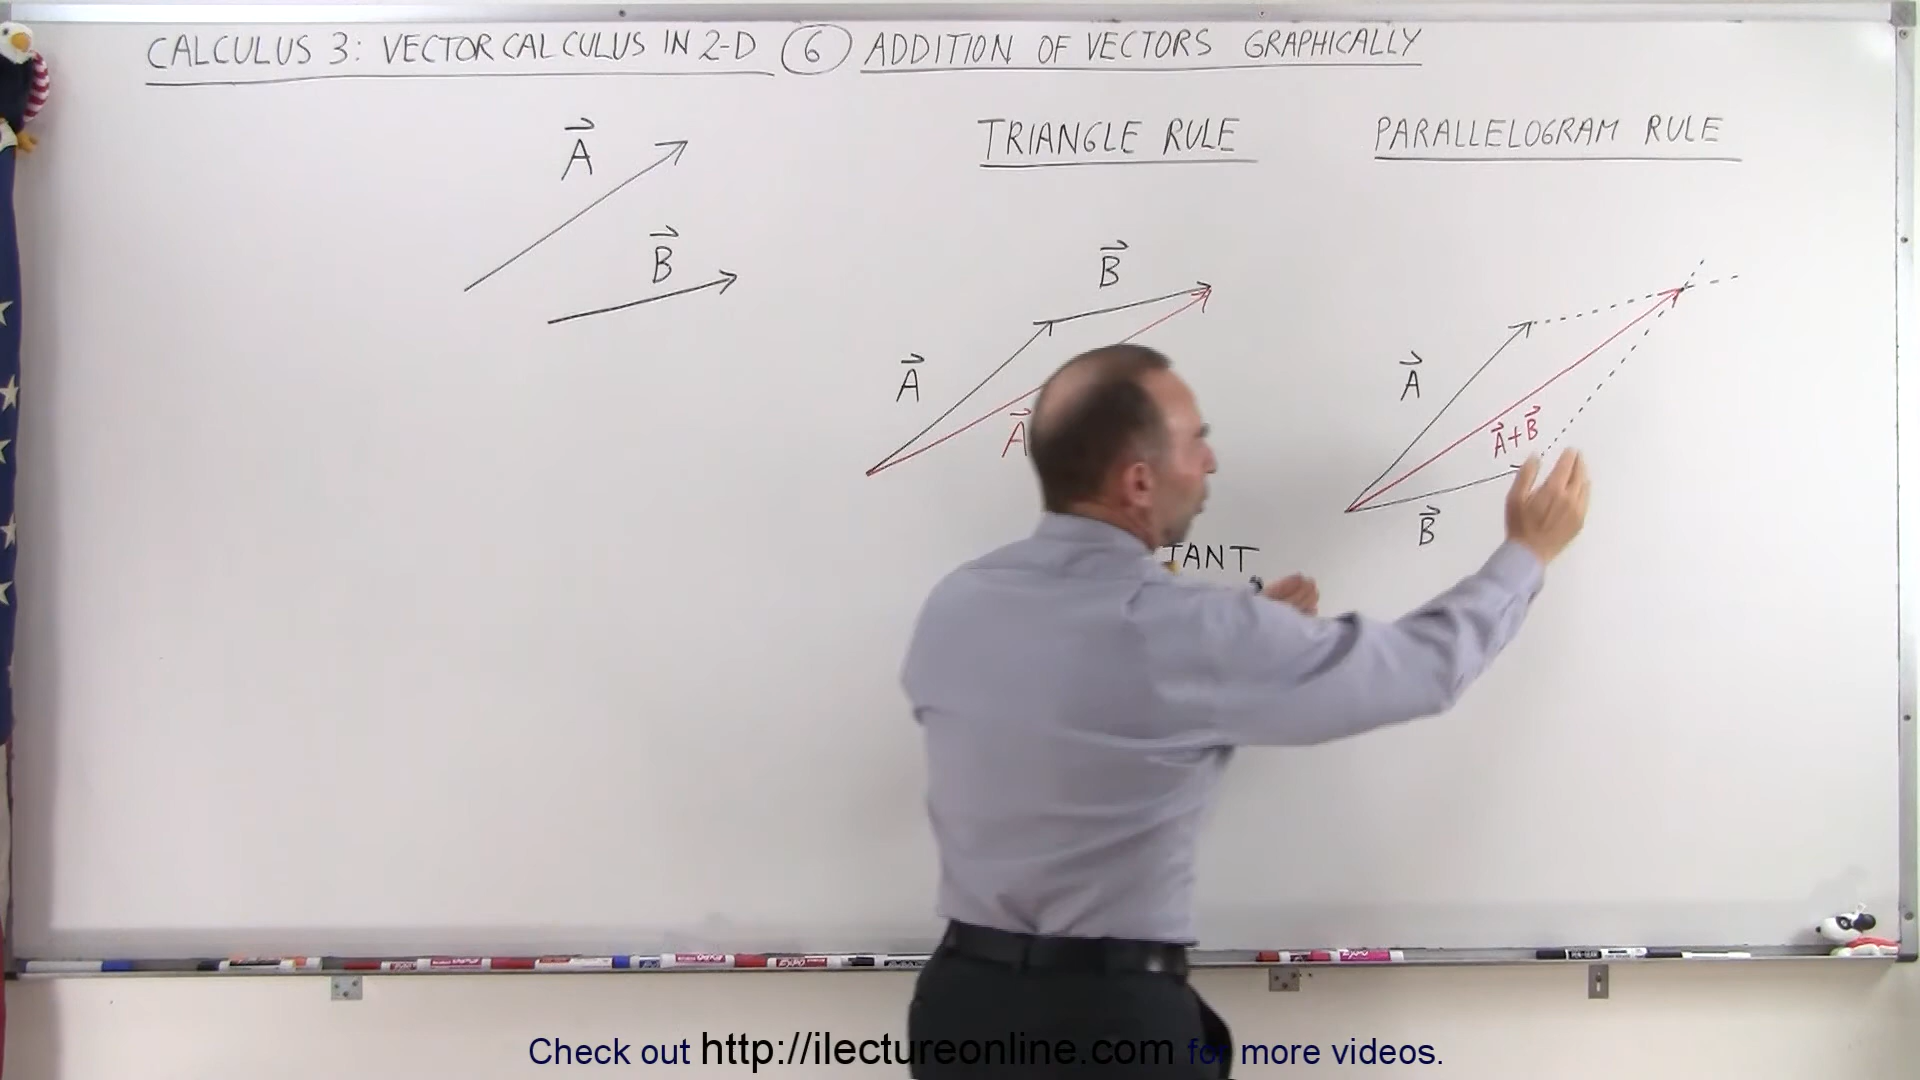 CALCULUS 3: VECTOR CALCULUS IN 2-D 6 ADDITION OF VECTORS GRAPHICALLY
A
B
TRIANGLE RULE
B
A
A
PARALLELOGRAM RULE
A
A+B
B
Check out http://ilectureonline.com for more videos.